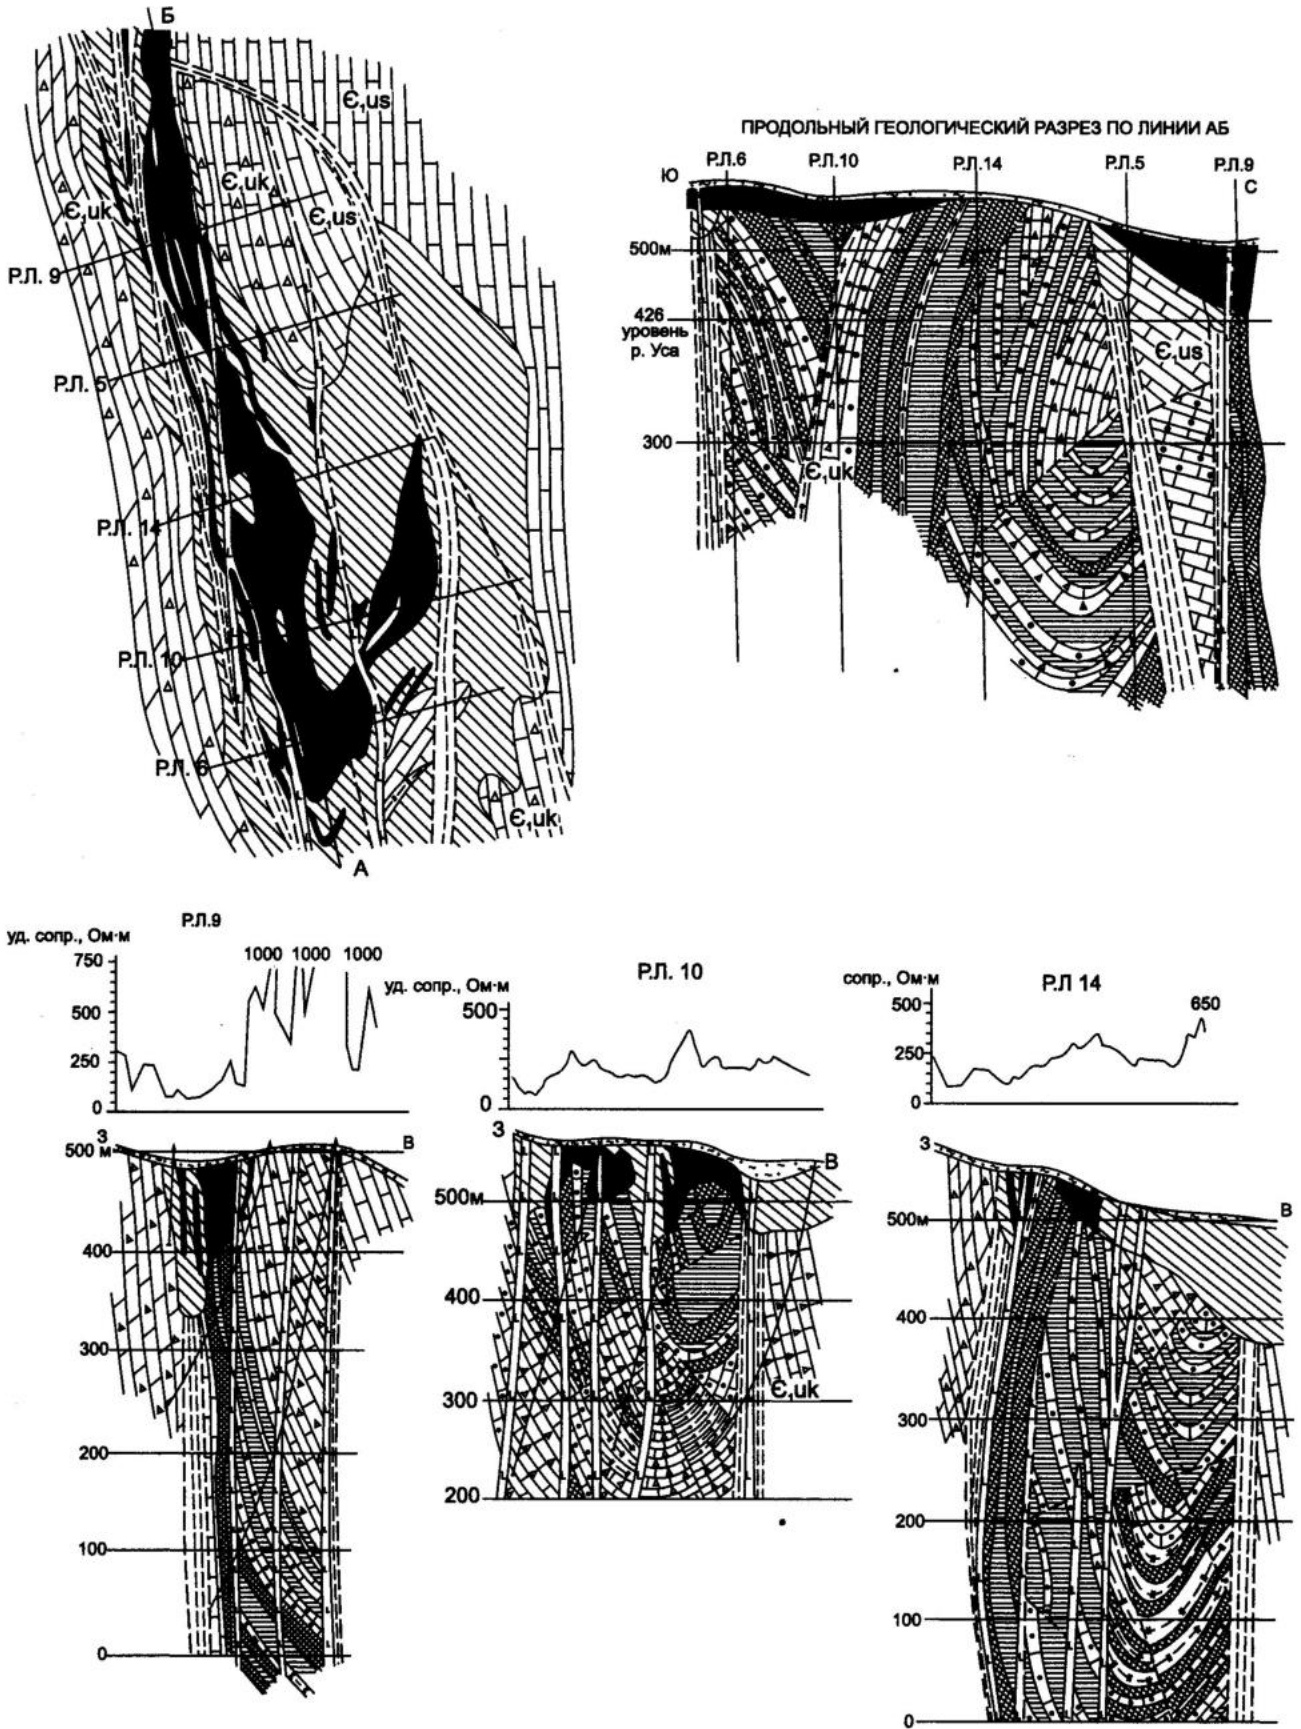 Б
Є₁us
Є₁uk
Є₁uk
Є₁us
Р.Л. 9
Р.Л. 5
Р.Л. 14
Р.Л. 10
Р.Л. 6
Є₁uk
А
ПРОДОЛЬНЫЙ ГЕОЛОГИЧЕСКИЙ РАЗРЕЗ ПО ЛИНИИ АБ
Р.Л.6 Р.Л.10 Р.Л.14 Р.Л.5 Р.Л.9
Ю С
500м
426
уровень
р. Уса
Є₁us
300
Є₁uk
Р.Л.9
уд. сопр., Ом·м
750
1000 1000 1000
500
250
0
З В
500 м
400
300
200
100
0
Р.Л. 10
уд. сопр., Ом·м
500
250
0
З
В
500м
400
Є₁uk
300
200
Р.Л 14
сопр., Ом·м
500
650
250
0
З
В
500м
400
300
200
100
0